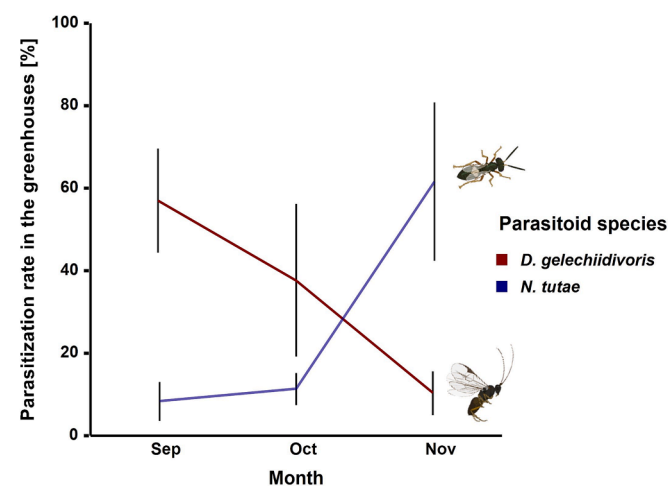 Parasitization rate in the greenhouses [%]
100
80
60
40
20
0
Sep Oct Nov
Month
Parasitoid species
D. gelechiidivoris
N. tutae